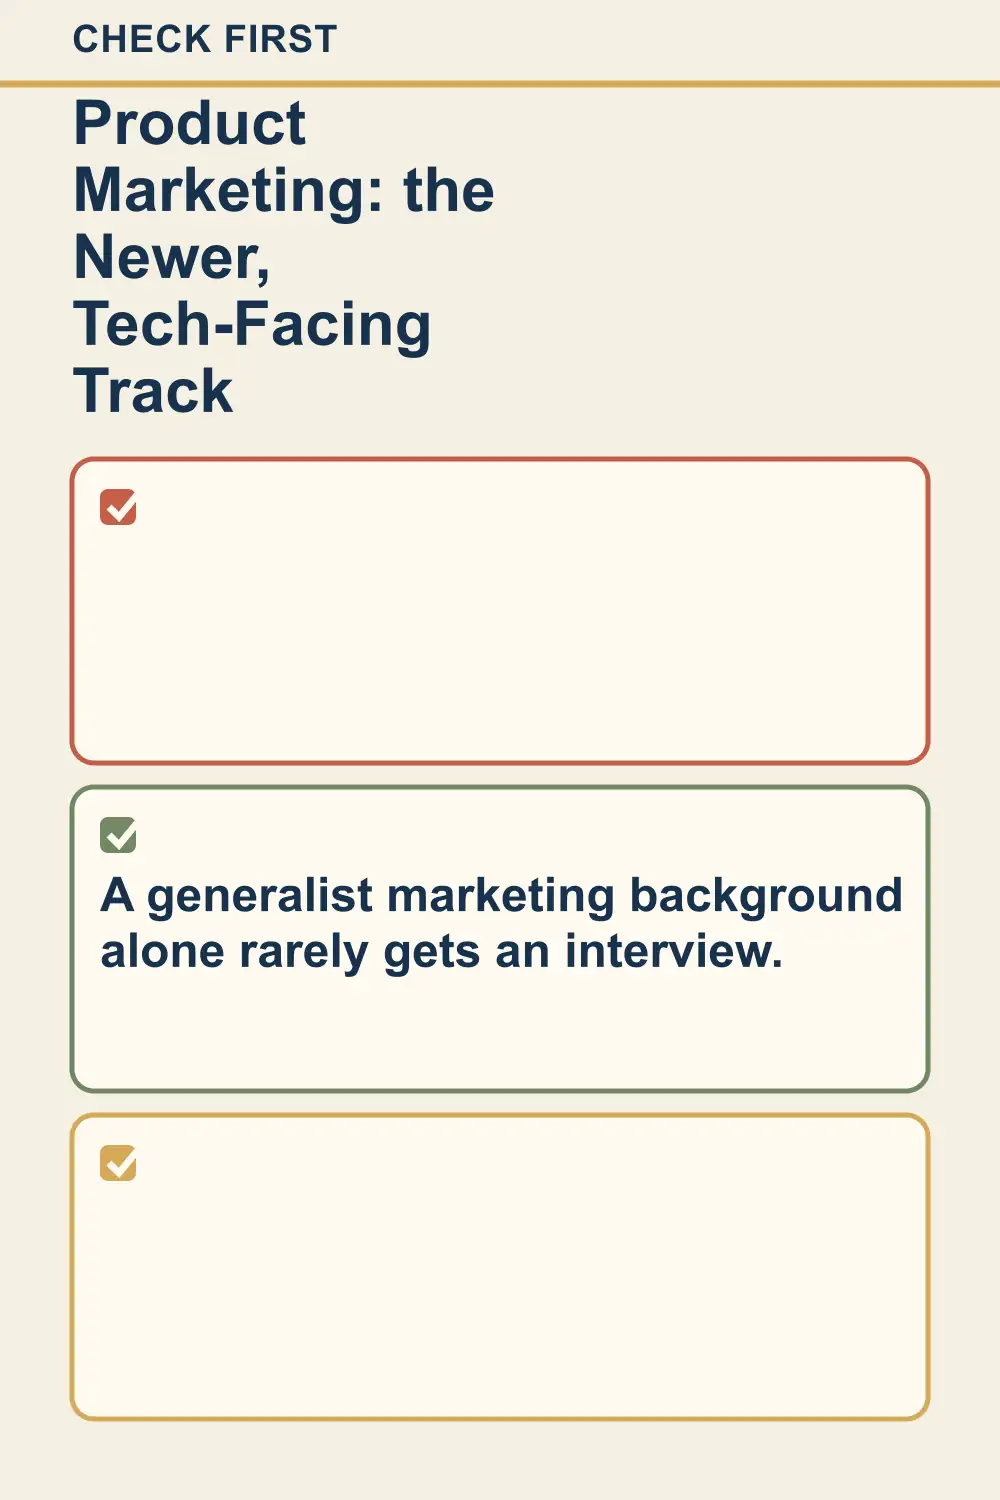 CHECK FIRST
Product
Marketing: the
Newer,
Tech-Facing
Track
A generalist marketing background
alone rarely gets an interview.